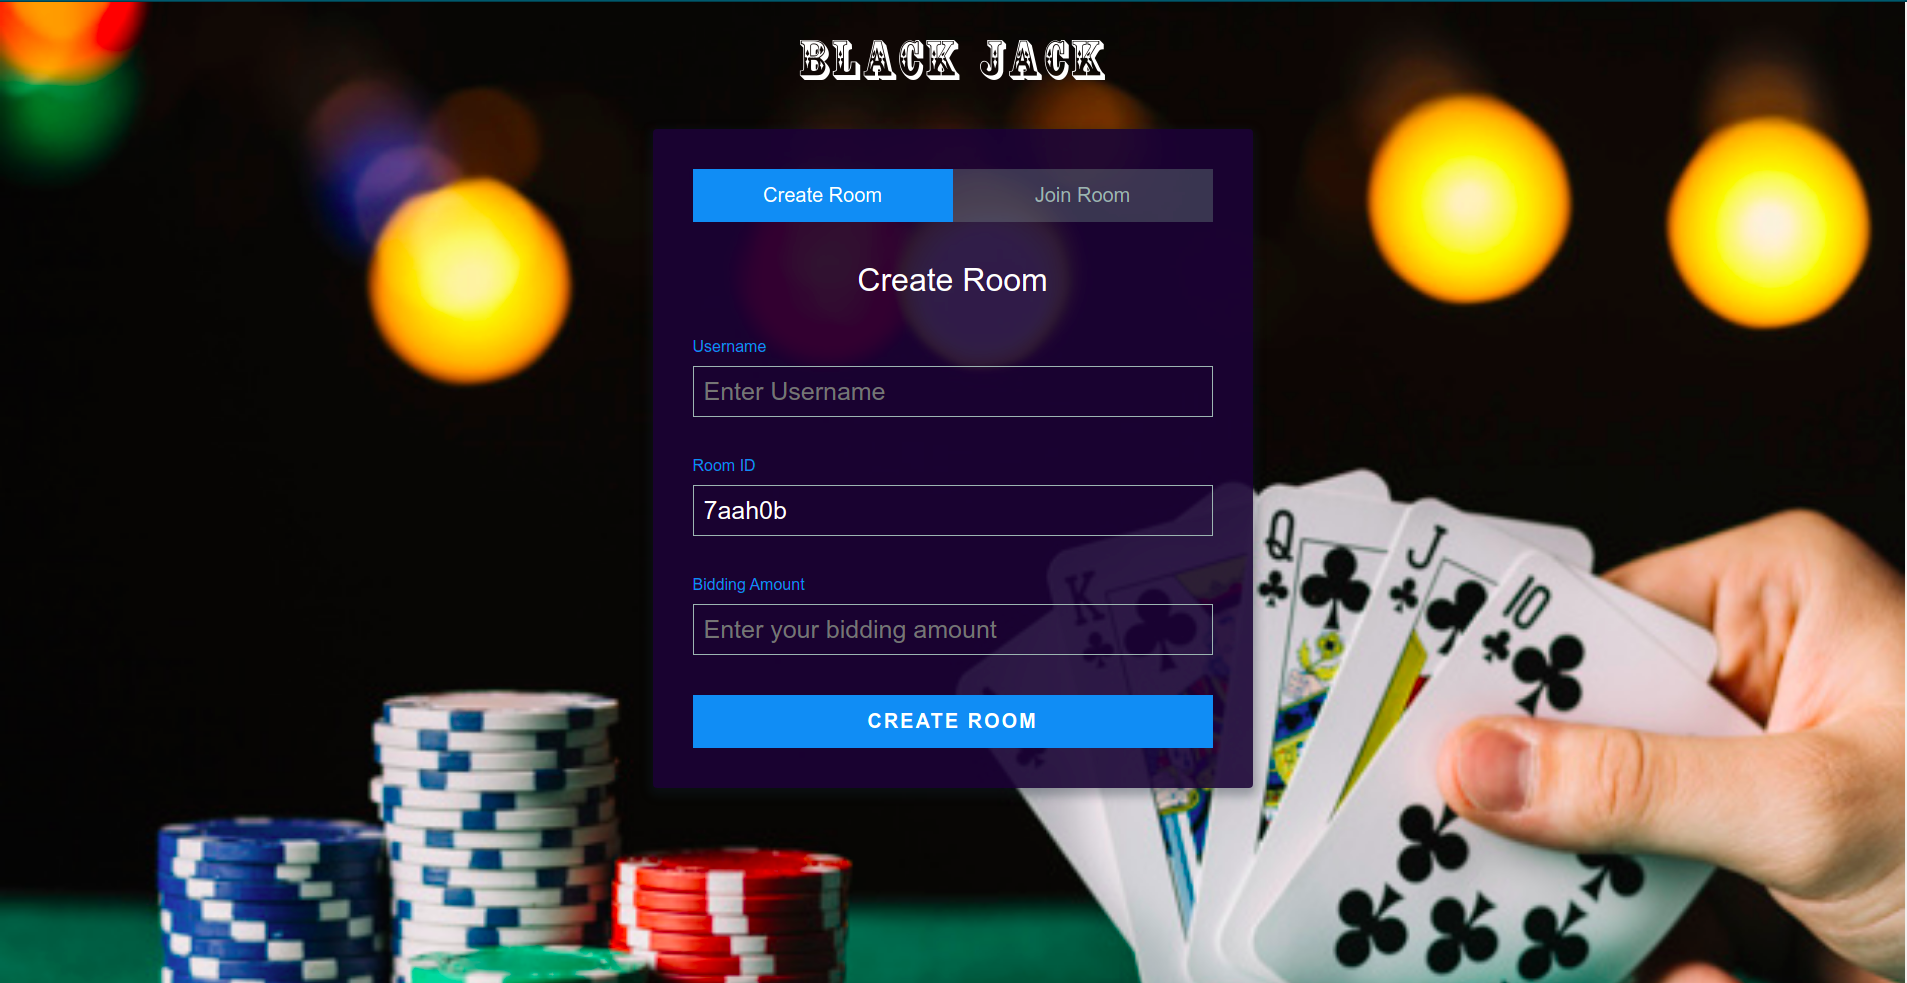 BLACK JACK
Create Room
Join Room
Create Room
Username
Enter Username
Room ID
7aah0b
Bidding Amount
Enter your bidding amount
CREATE ROOM
K
Q
J
10